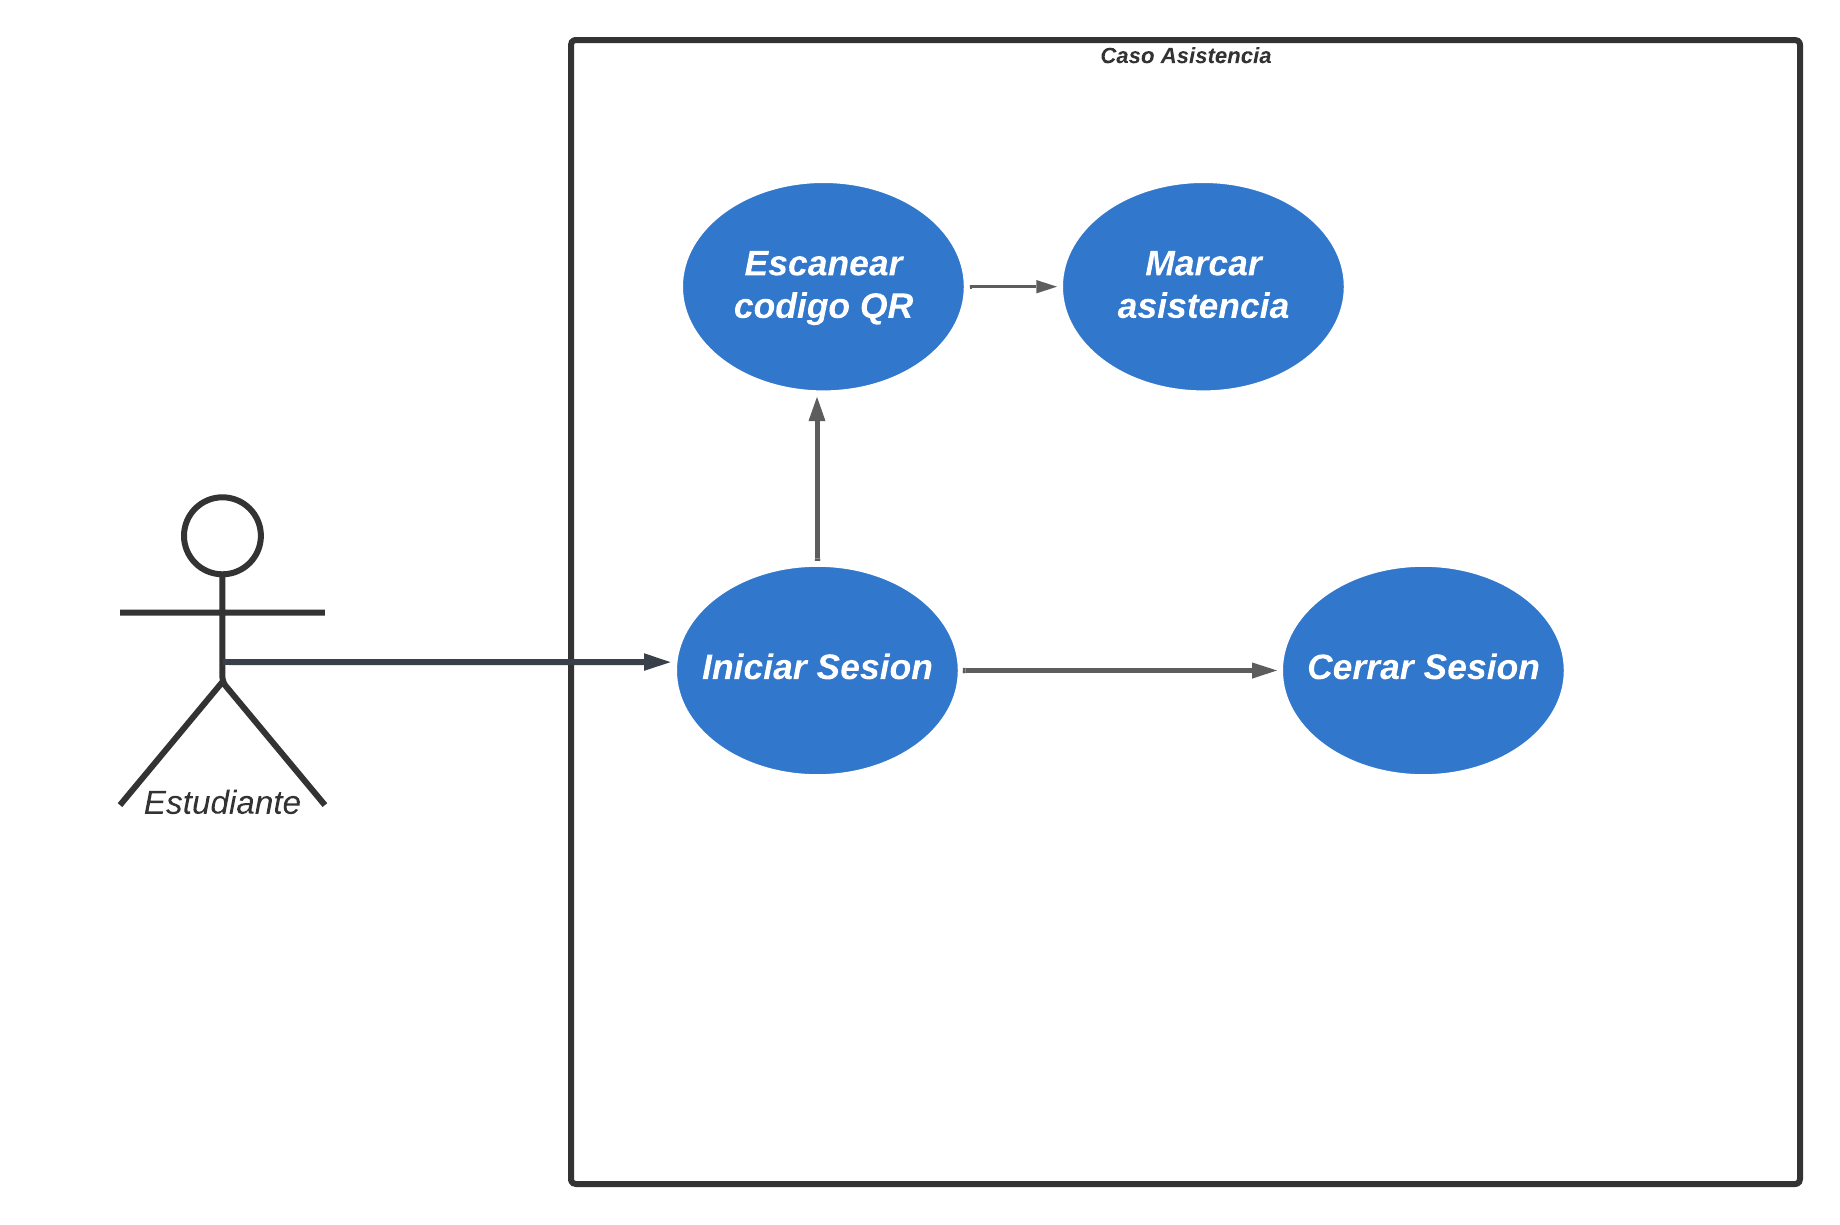 Caso Asistencia
Escanear
codigo QR
Marcar
asistencia
Iniciar Sesion
Cerrar Sesion
Estudiante